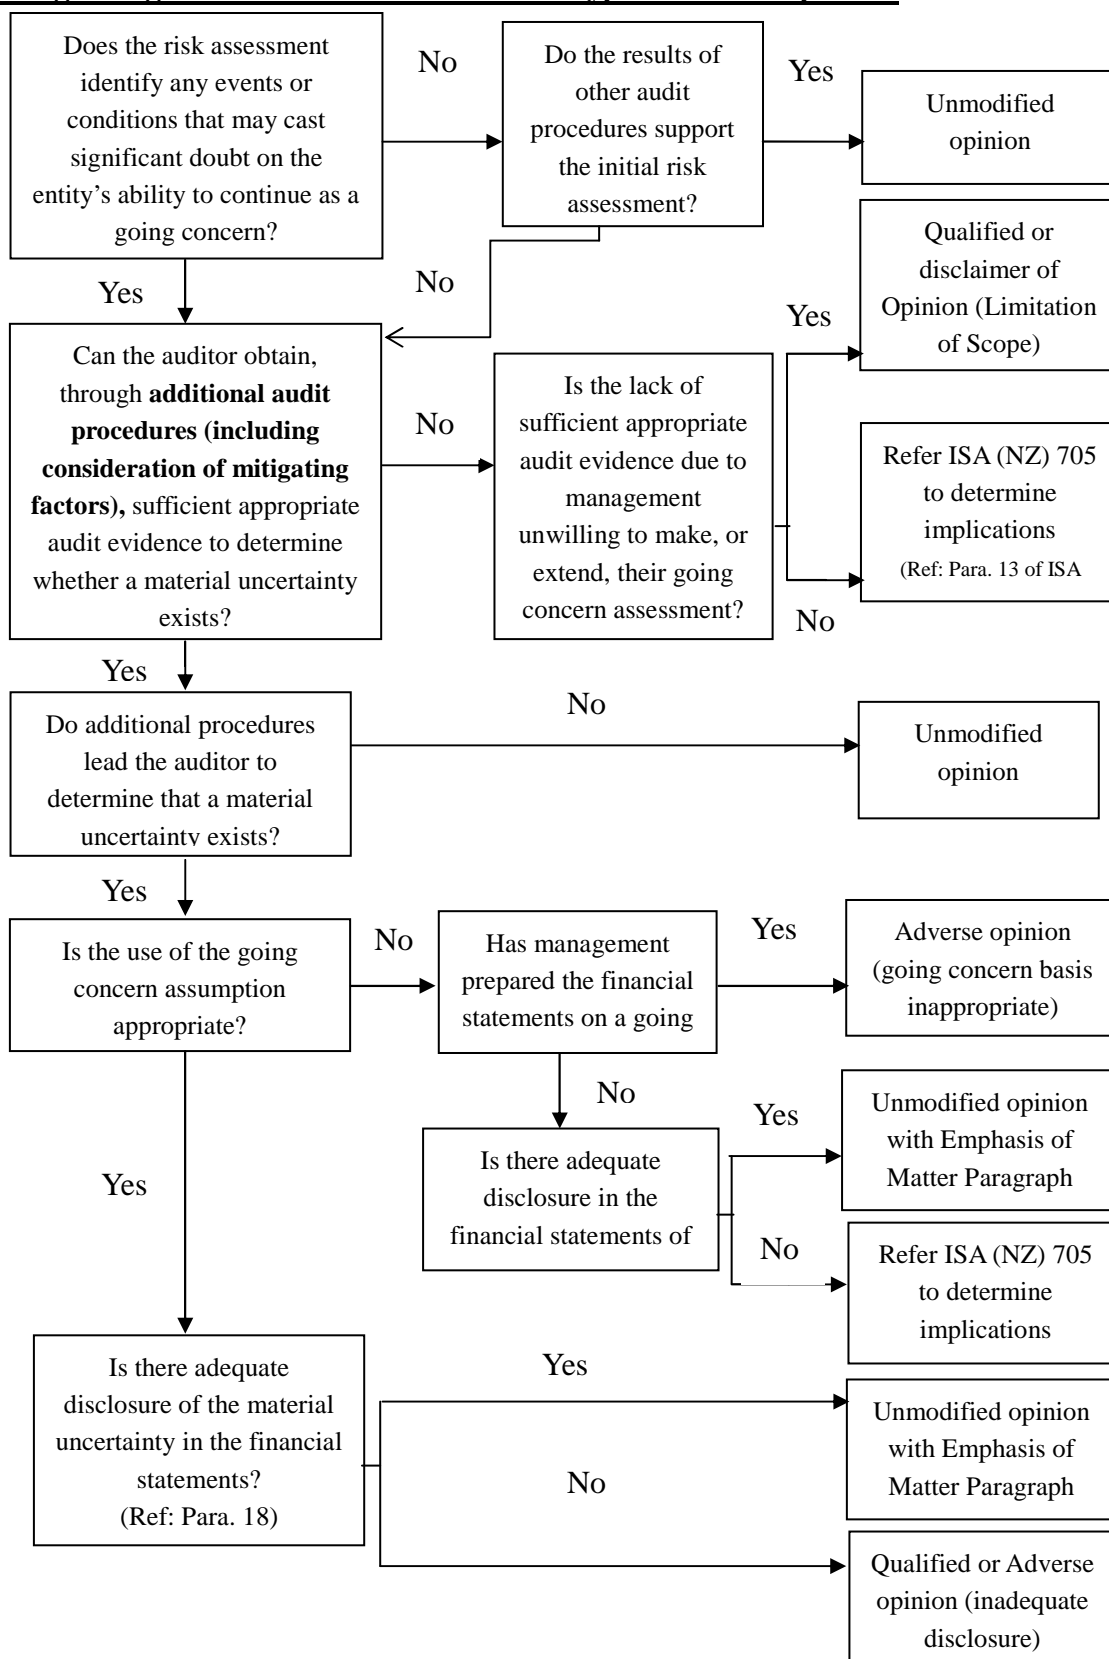 Does the risk assessment
identify any events or
conditions that may cast
significant doubt on the
entity’s ability to continue as a
going concern?
No
Do the results of
other audit
procedures support
the initial risk
assessment?
Yes
Unmodified
opinion
Yes
No
Qualified or
disclaimer of
Opinion (Limitation
of Scope)
Can the auditor obtain,
through additional audit
procedures (including
consideration of mitigating
factors), sufficient appropriate
audit evidence to determine
whether a material uncertainty
exists?
No
Is the lack of
sufficient appropriate
audit evidence due to
management
unwilling to make, or
extend, their going
concern assessment?
Yes
Refer ISA (NZ) 705
to determine
implications
(Ref: Para. 13 of ISA
No
Yes
Do additional procedures
lead the auditor to
determine that a material
uncertainty exists?
No
Unmodified
opinion
Yes
Is the use of the going
concern assumption
appropriate?
No
Has management
prepared the financial
statements on a going
Yes
Adverse opinion
(going concern basis
inappropriate)
No
Is there adequate
disclosure in the
financial statements of
Yes
Unmodified opinion
with Emphasis of
Matter Paragraph
No
Refer ISA (NZ) 705
to determine
implications
Yes
Is there adequate
disclosure of the material
uncertainty in the financial
statements?
(Ref: Para. 18)
Yes
Unmodified opinion
with Emphasis of
Matter Paragraph
No
Qualified or Adverse
opinion (inadequate
disclosure)